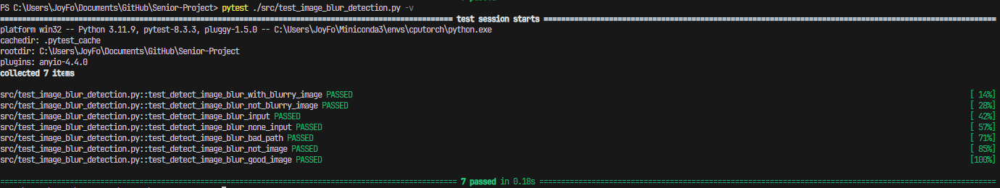 PS C:\Users\JoyFo\Documents\GitHub\Senior-Project> pytest ./src/test_image_blur_detection.py -v
test session starts
platform win32 -- Python 3.11.9, pytest-8.3.3, pluggy-1.5.0 -- C:\Users\JoyFo\Miniconda3\envs\cputorch\python.exe
cachedir: .pytest_cache
rootdir: C:\Users\JoyFo\Documents\GitHub\Senior-Project
plugins: anyio-4.4.0
collected 7 items
src/test_image_blur_detection.py::test_detect_image_blur_with_blurry_image PASSED [ 14%]
src/test_image_blur_detection.py::test_detect_image_blur_not_blurry_image PASSED [ 28%]
src/test_image_blur_detection.py::test_detect_image_blur_input PASSED [ 42%]
src/test_image_blur_detection.py::test_detect_image_blur_none_input PASSED [ 57%]
src/test_image_blur_detection.py::test_detect_image_blur_bad_path PASSED [ 71%]
src/test_image_blur_detection.py::test_detect_image_blur_not_image PASSED [ 85%]
src/test_image_blur_detection.py::test_detect_image_blur_good_image PASSED [100%]
7 passed in 0.18s